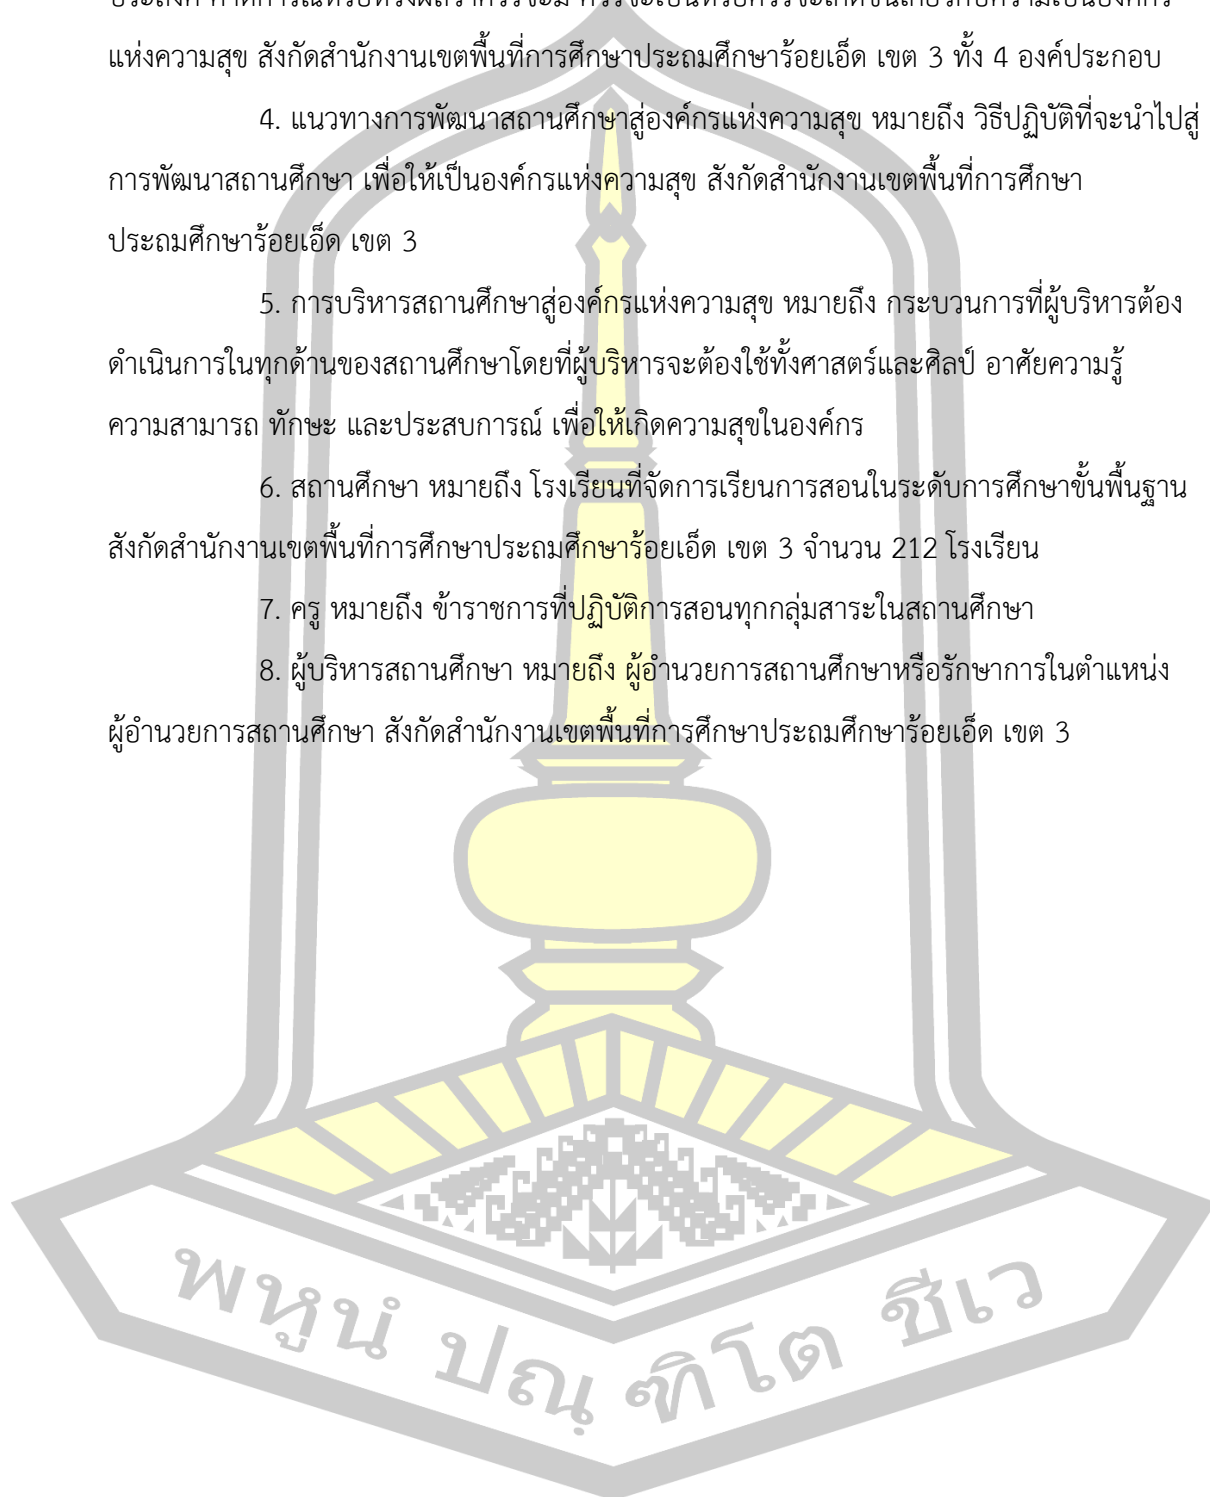 แห่งความสุข สังกัดสำนักงานเขตพื้นที่การศึกษาประถมศึกษาร้อยเอ็ด เขต 3 ทั้ง 4 องค์ประกอบ
4. แนวทางการพัฒนาสถานศึกษาสู่องค์กรแห่งความสุข หมายถึง วิธีปฏิบัติที่จะนำไปสู่
การพัฒนาสถานศึกษา เพื่อให้เป็นองค์กรแห่งความสุข สังกัดสำนักงานเขตพื้นที่การศึกษา
ประถมศึกษาร้อยเอ็ด เขต 3
5. การบริหารสถานศึกษาสู่องค์กรแห่งความสุข หมายถึง กระบวนการที่ผู้บริหารต้อง
ดำเนินการในทุกด้านของสถานศึกษาโดยที่ผู้บริหารจะต้องใช้ทั้งศาสตร์และศิลป์ อาศัยความรู้
ความสามารถ ทักษะ และประสบการณ์ เพื่อให้เกิดความสุขในองค์กร
6. สถานศึกษา หมายถึง โรงเรียนที่จัดการเรียนการสอนในระดับการศึกษาขั้นพื้นฐาน
สังกัดสำนักงานเขตพื้นที่การศึกษาประถมศึกษาร้อยเอ็ด เขต 3 จำนวน 212 โรงเรียน
7. ครู หมายถึง ข้าราชการที่ปฏิบัติการสอนทุกกลุ่มสาระในสถานศึกษา
8. ผู้บริหารสถานศึกษา หมายถึง ผู้อำนวยการสถานศึกษาหรือรักษาการในตำแหน่ง
ผู้อำนวยการสถานศึกษา สังกัดสำนักงานเขตพื้นที่การศึกษาประถมศึกษาร้อยเอ็ด เขต 3
พหูนํ ปณฺ ฑิโต ชีเว